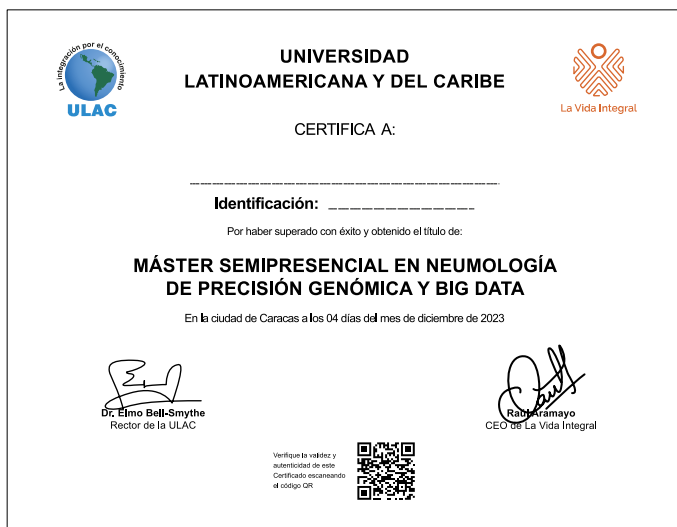 La integración por el conocimiento
ULAC
UNIVERSIDAD
LATINOAMERICANA Y DEL CARIBE
La Vida Integral
CERTIFICA A:
Identificación:
Por haber superado con éxito y obtenido el título de:
MÁSTER SEMIPRESENCIAL EN NEUMOLOGÍA
DE PRECISIÓN GENÓMICA Y BIG DATA
En la ciudad de Caracas a los 04 días del mes de diciembre de 2023
Dr. Elmo Bell-Smythe
Rector de la ULAC
Raúl Aramayo
CEO de La Vida Integral
Verifique la validez y
autenticidad de este
Certificado escaneando
el código QR